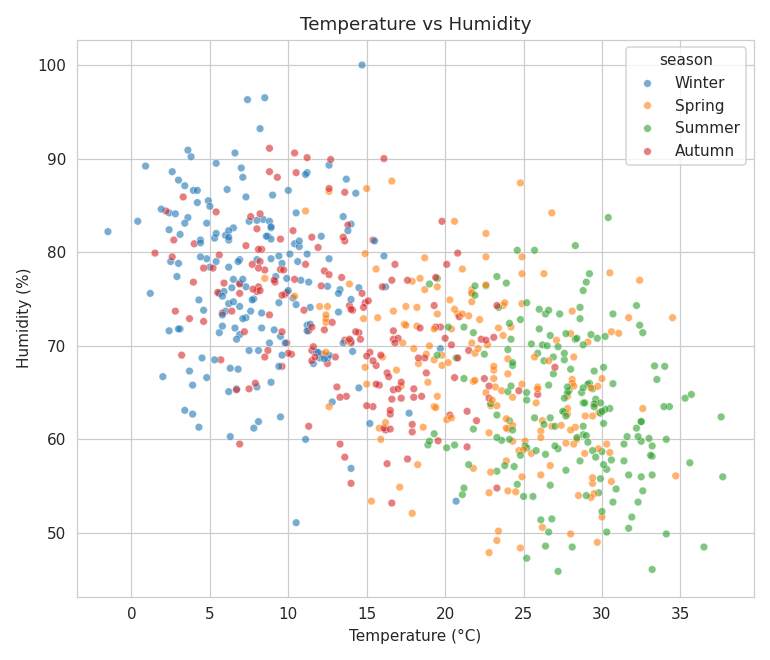 Temperature vs Humidity
season
Winter
Spring
Summer
Autumn
Humidity (%)
100
90
80
70
60
50
0 5 10 15 20 25 30 35
Temperature (°C)